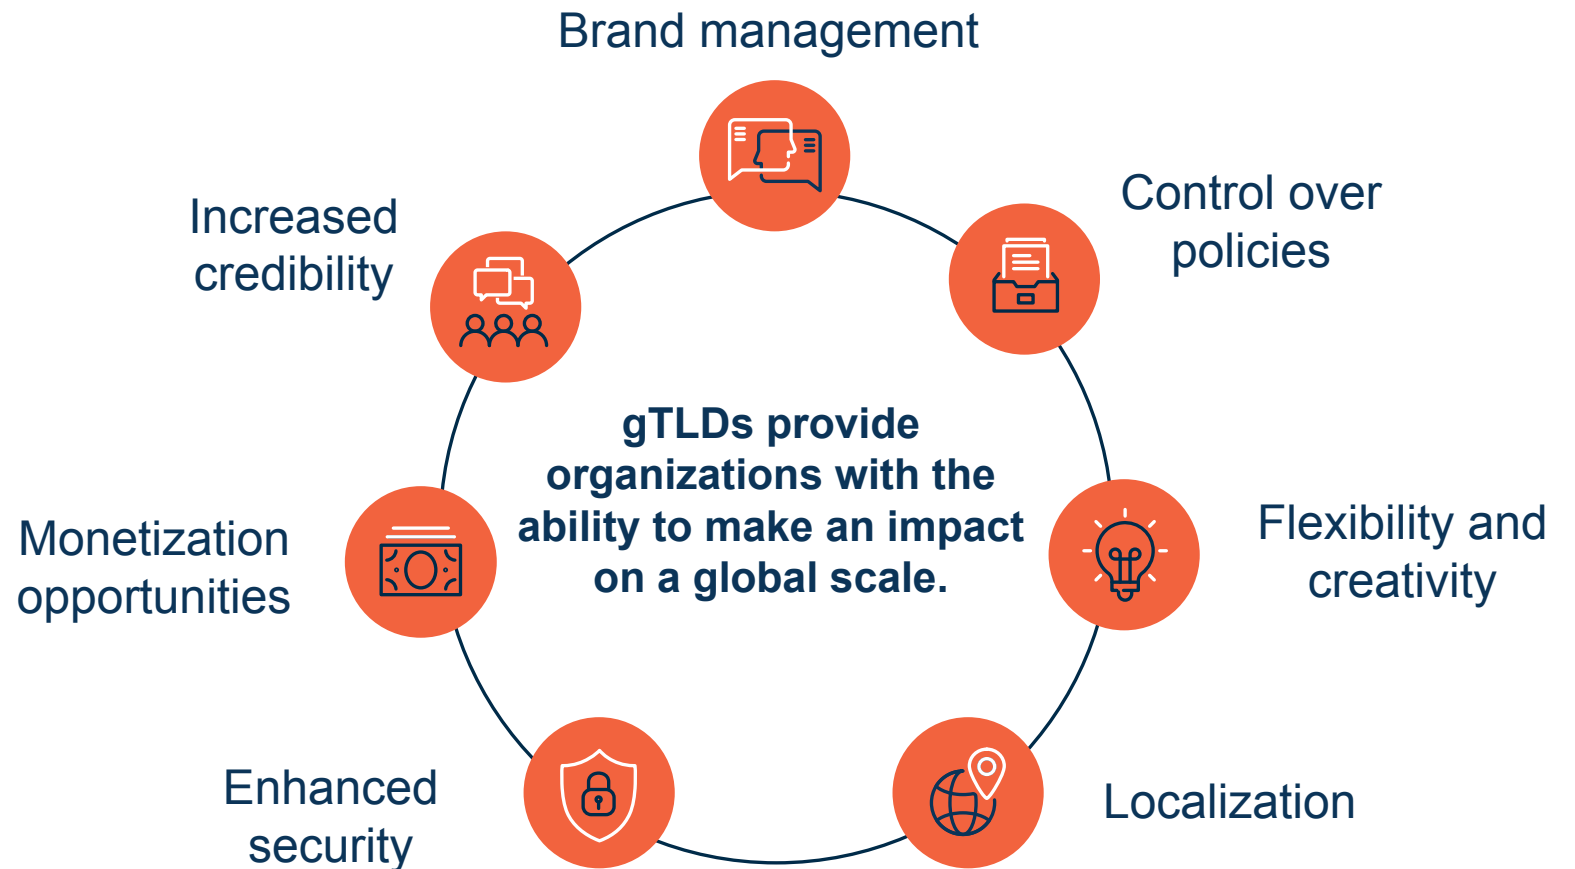 Brand management
Control over
policies
Increased
credibility
gTLDs provide
organizations with the
ability to make an impact
on a global scale.
Flexibility and
creativity
Monetization
opportunities
Localization
Enhanced
security